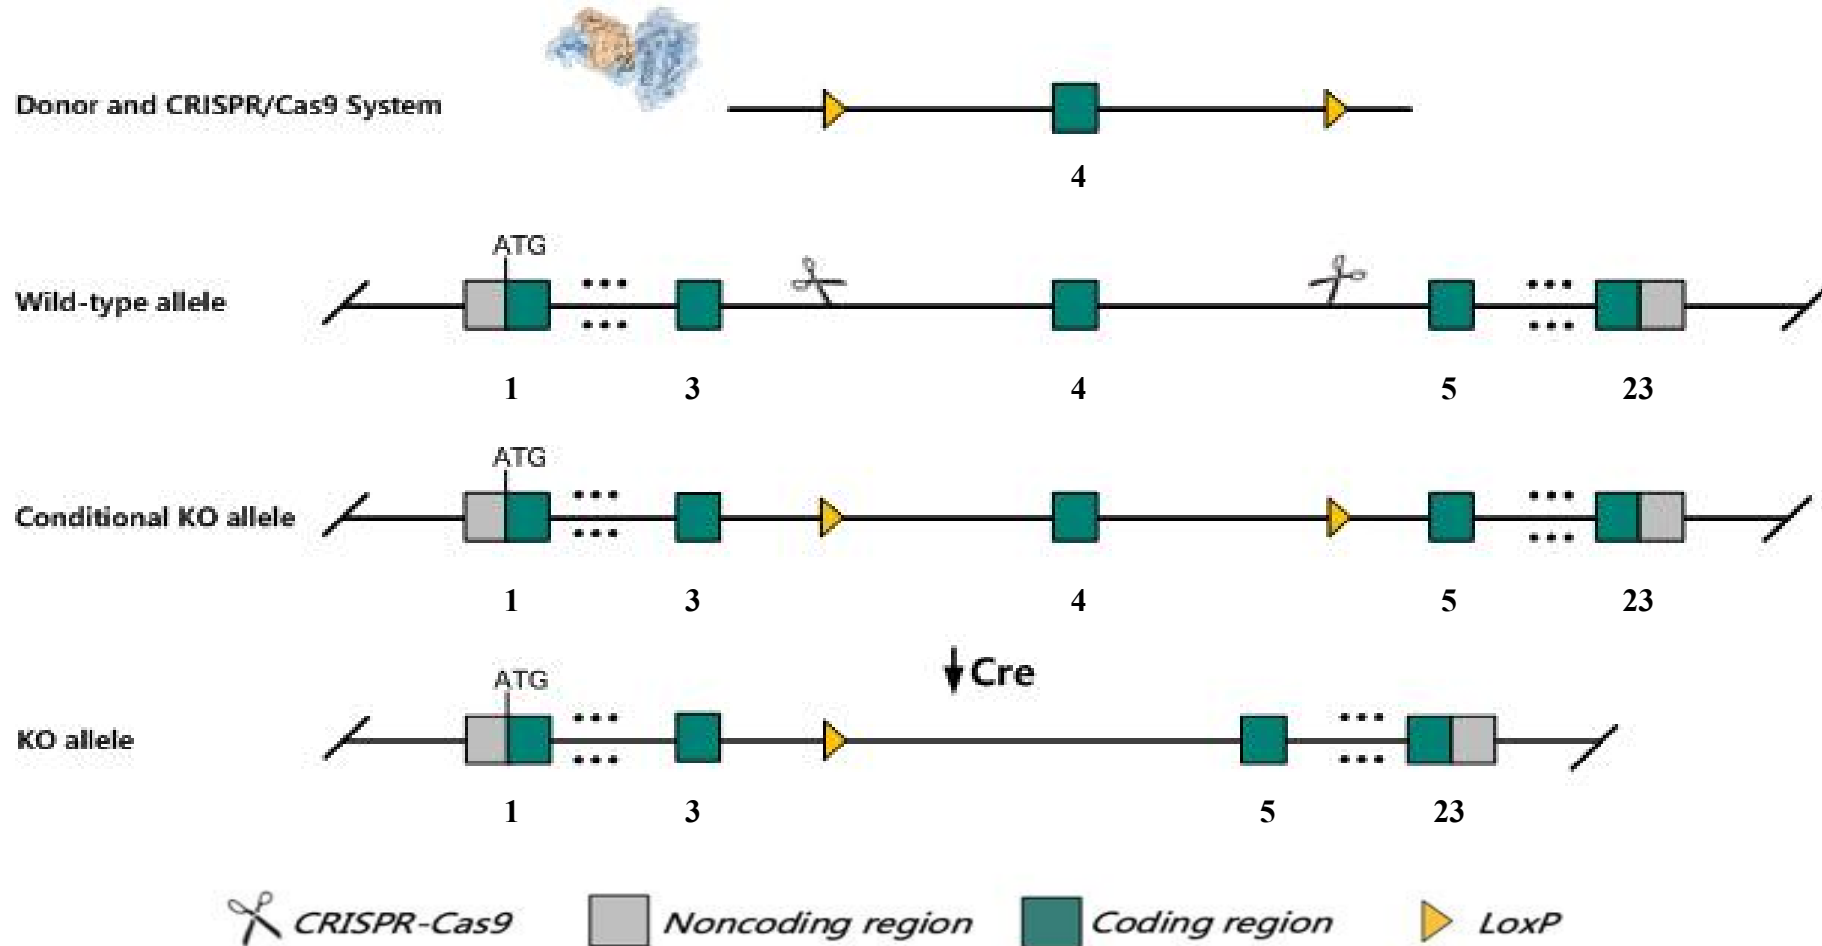 Donor and CRISPR/Cas9 System
4
ATG
Wild-type allele
1 3 4 5 23
ATG
Conditional KO allele
1 3 4 5 23
Cre
ATG
KO allele
1 3 5 23
CRISPR-Cas9 Noncoding region Coding region LoxP